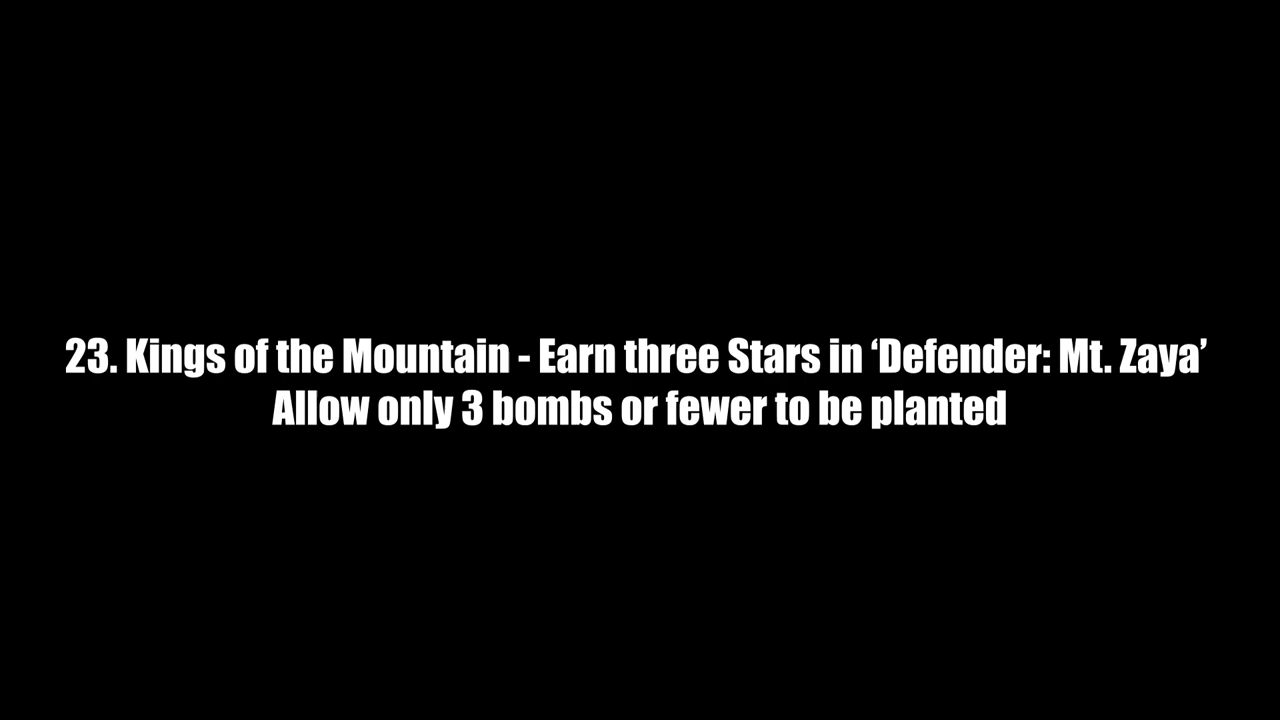 23. Kings of the Mountain - Earn three Stars in ‘Defender: Mt. Zaya’
Allow only 3 bombs or fewer to be planted